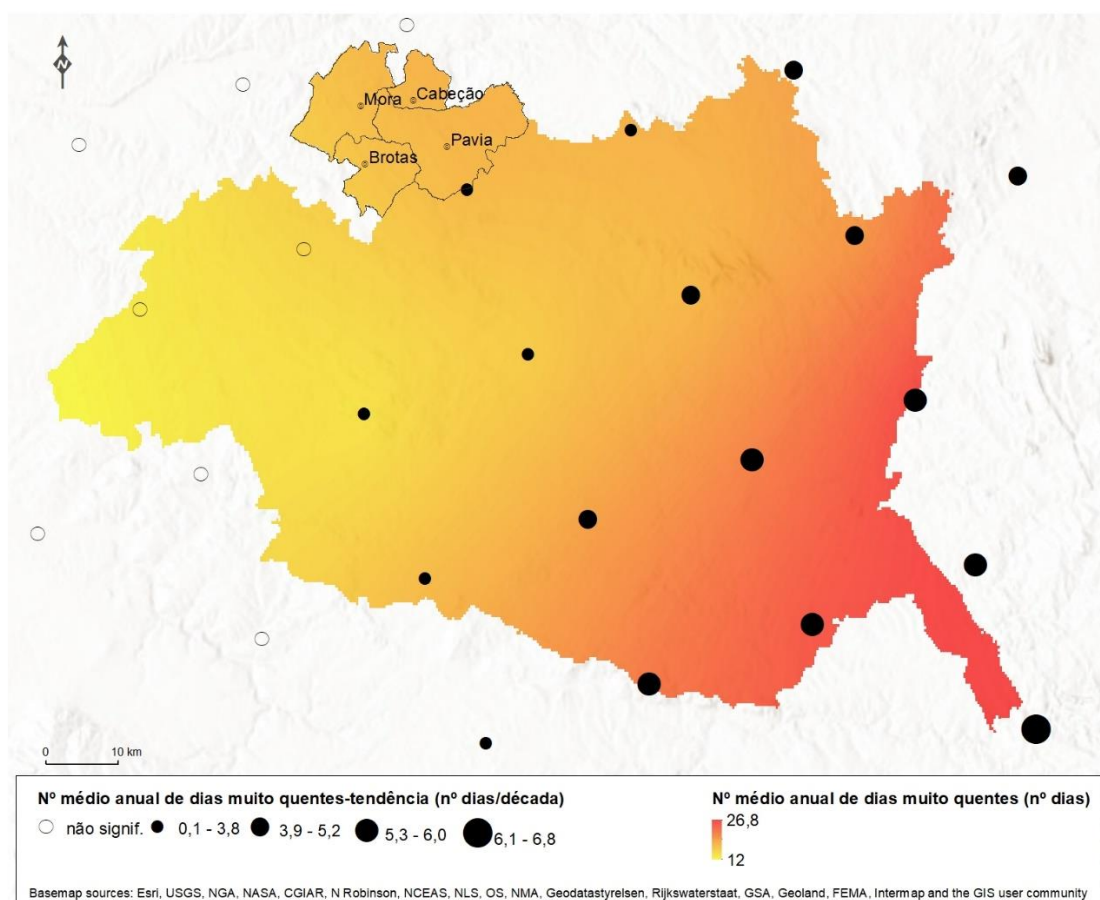 N
Mora
Cabeção
Pavia
Brotas
0 10 km
Nº médio anual de dias muito quentes-tendência (nº dias/década)
não signif. 0,1 - 3,8 3,9 - 5,2 5,3 - 6,0 6,1 - 6,8
Nº médio anual de dias muito quentes (nº dias)
26,8
12
Basemap sources: Esri, USGS, NGA, NASA, CGIAR, N Robinson, NCEAS, NLS, OS, NMA, Geodatastyrelsen, Rijkswaterstaat, GSA, Geoland, FEMA, Intermap and the GIS user community